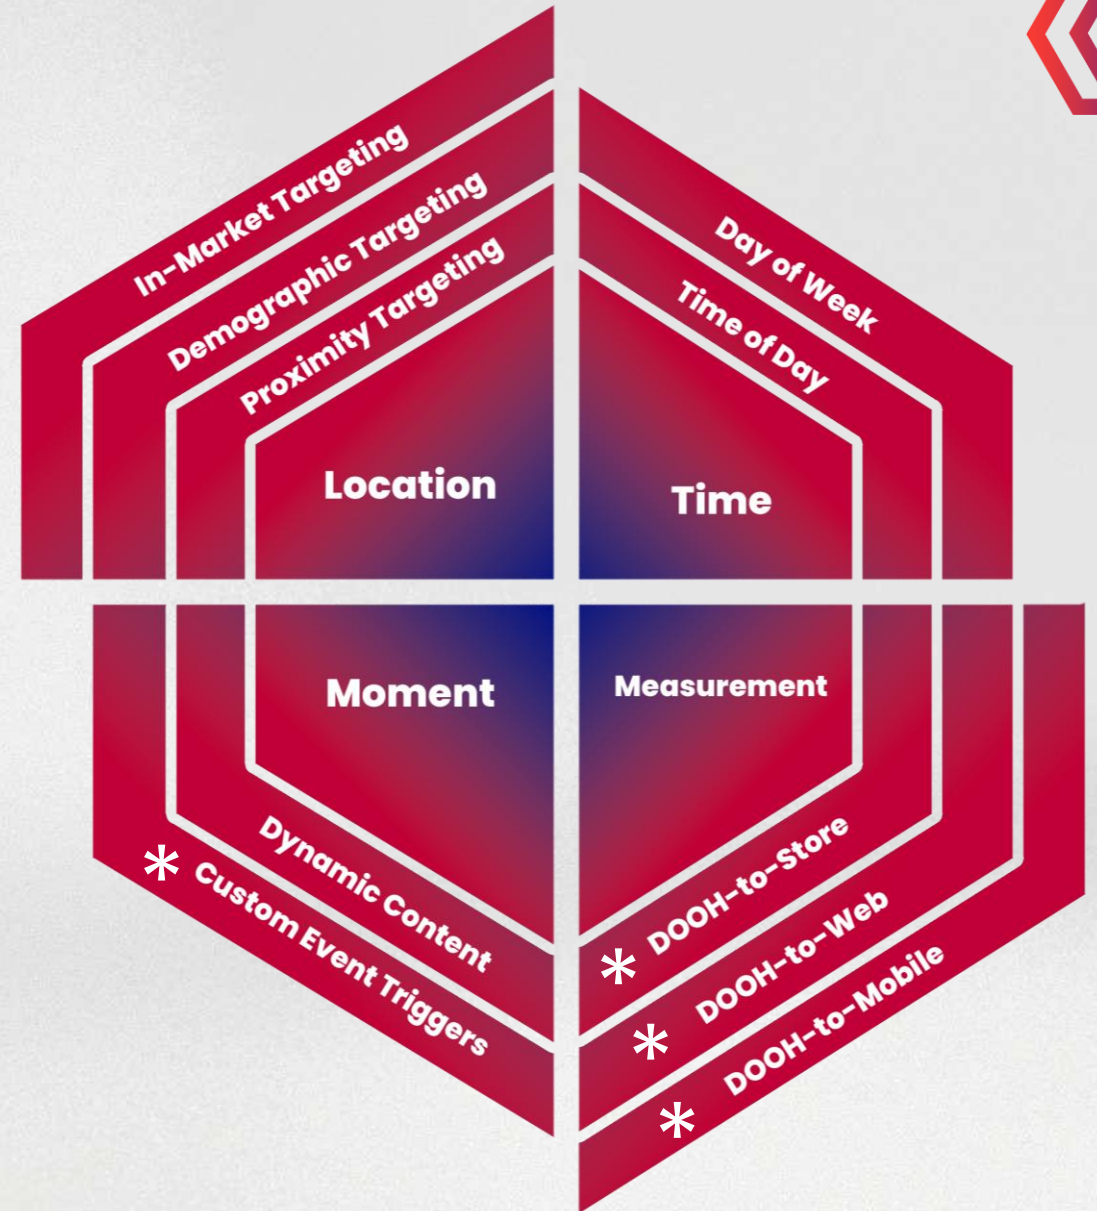 In-Market Targeting
Demographic Targeting
Proximity Targeting
Location
Day of Week
Time of Day
Time
Moment
Dynamic Content
* Custom Event Triggers
Measurement
* DOOH-to-Store
* DOOH-to-Web
* DOOH-to-Mobile